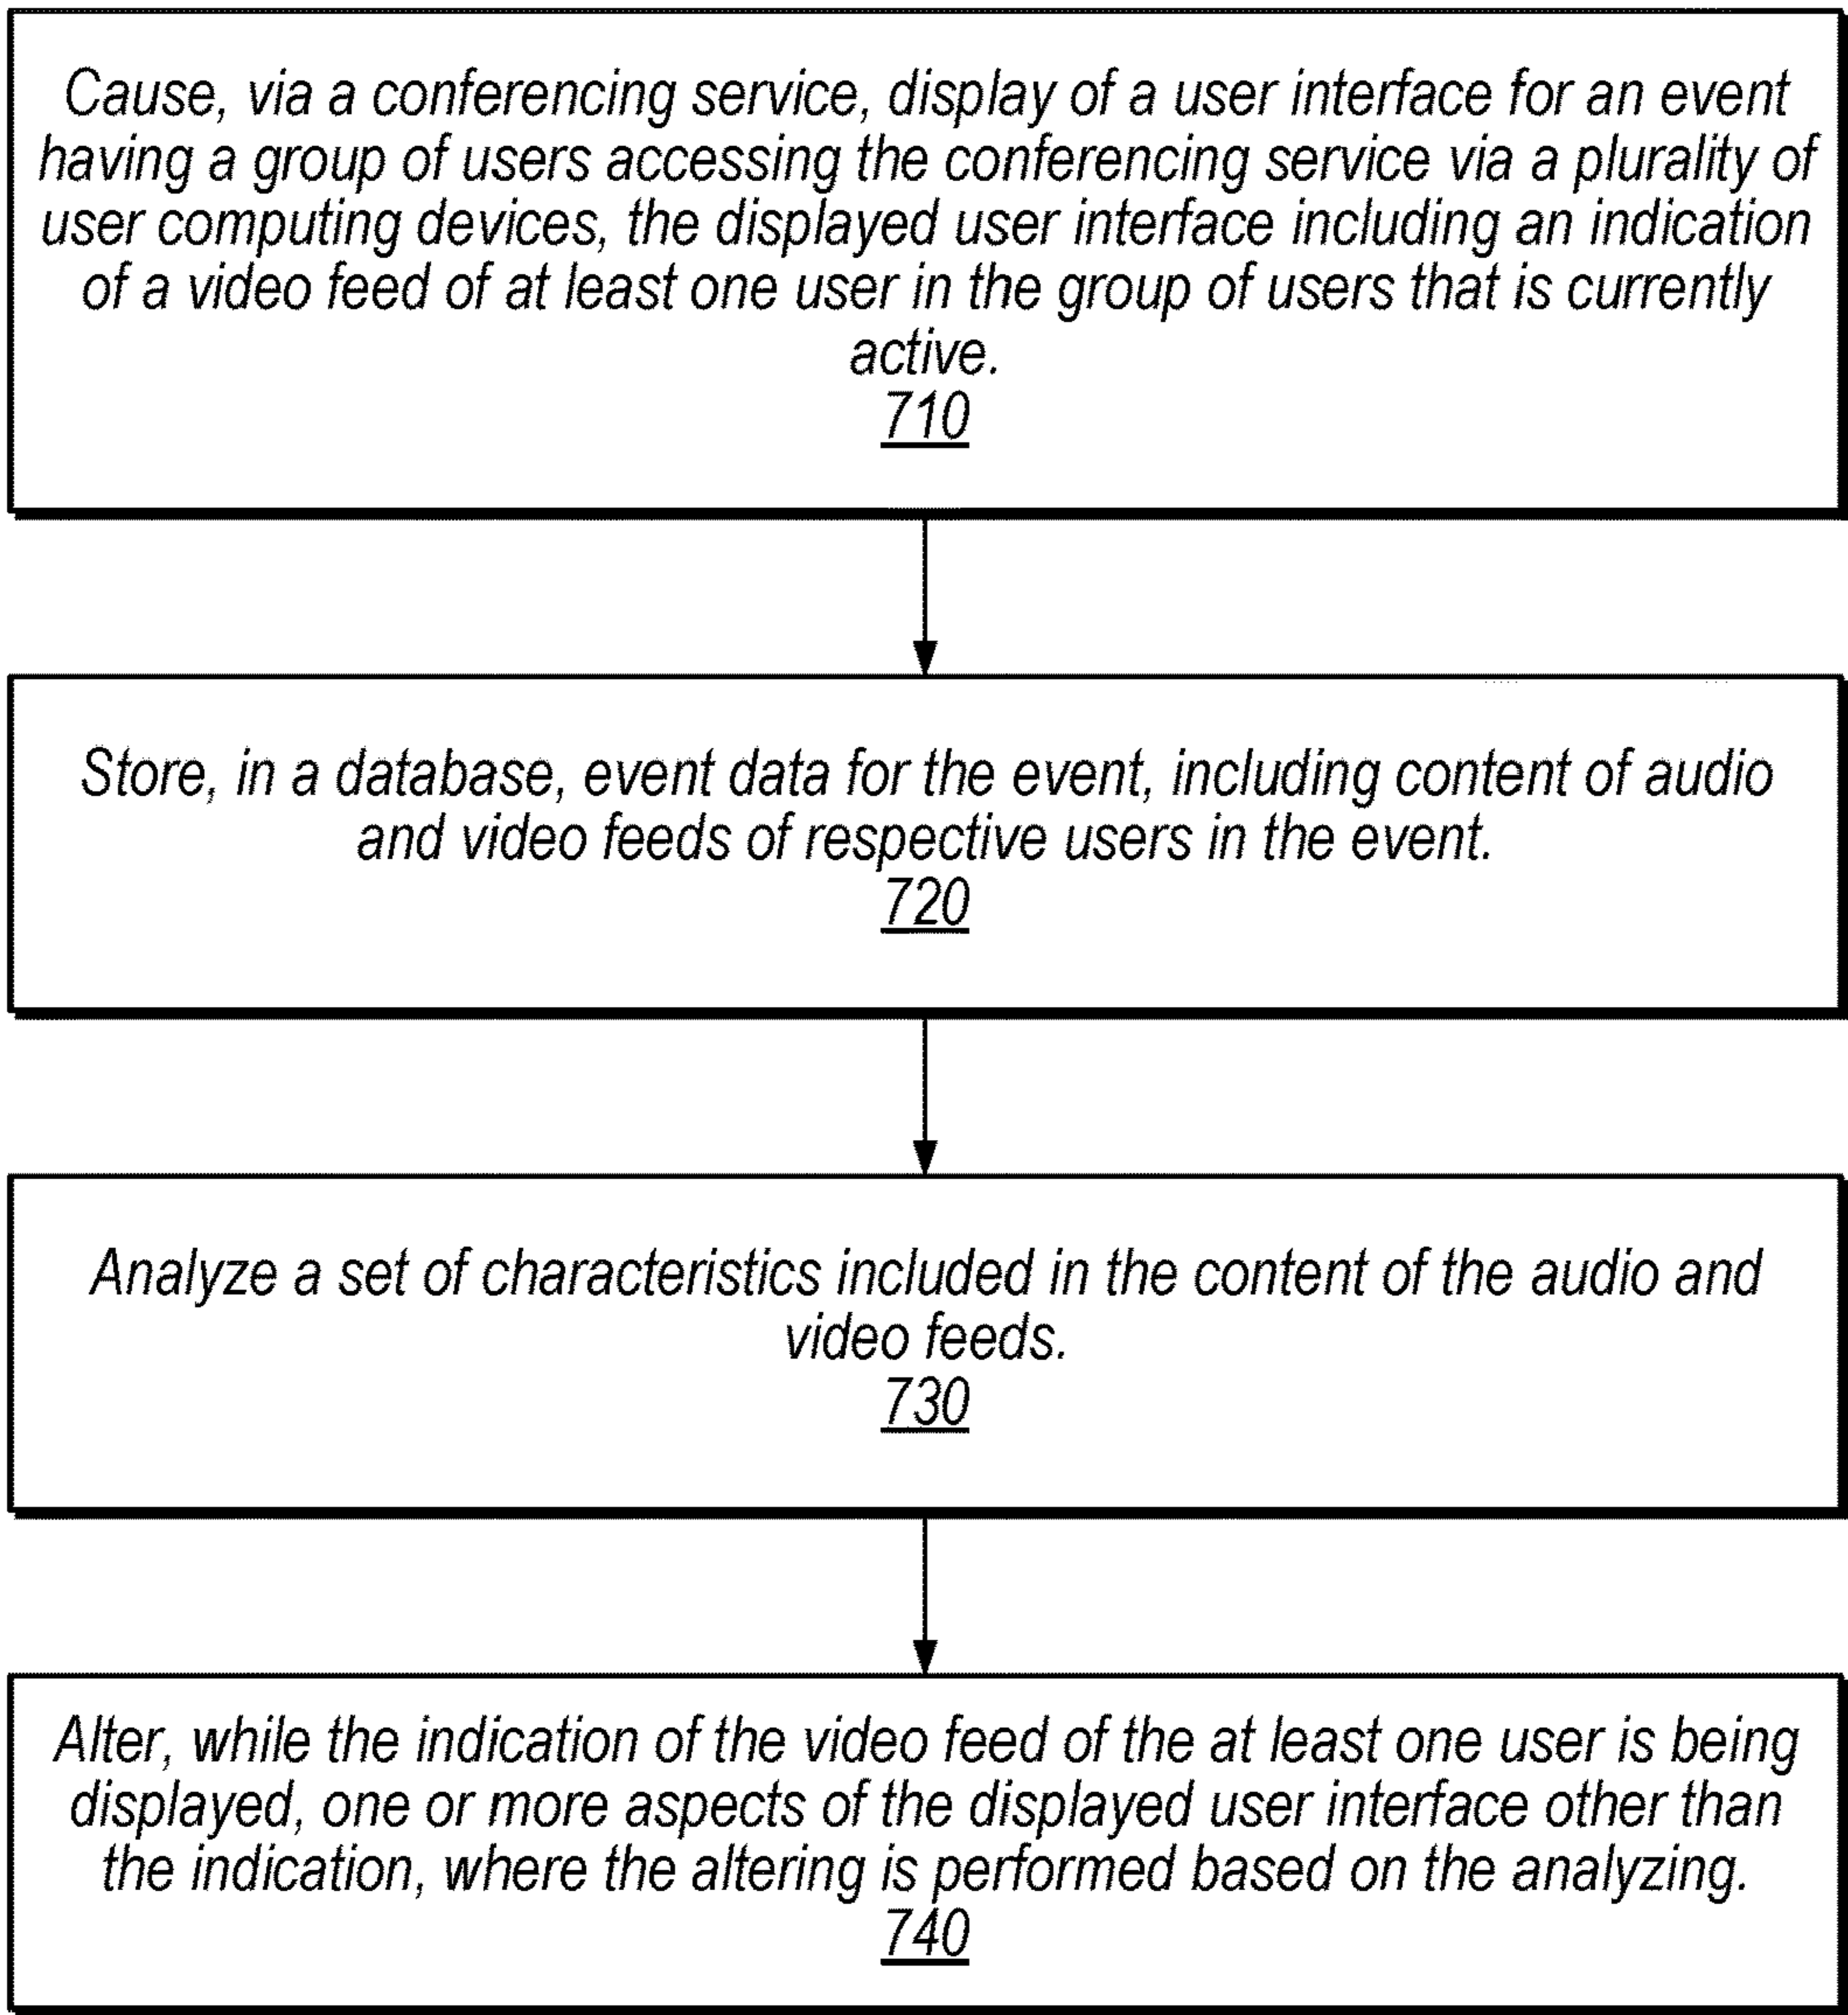 Cause, via a conferencing service, display of a user interface for an event
having a group of users accessing the conferencing service via a plurality of
user computing devices, the displayed user interface including an indication
of a video feed of at least one user in the group of users that is currently
active.
710
Store, in a database, event data for the event, including content of audio
and video feeds of respective users in the event.
720
Analyze a set of characteristics included in the content of the audio and
video feeds.
730
Alter, while the indication of the video feed of the at least one user is being
displayed, one or more aspects of the displayed user interface other than
the indication, where the altering is performed based on the analyzing.
740